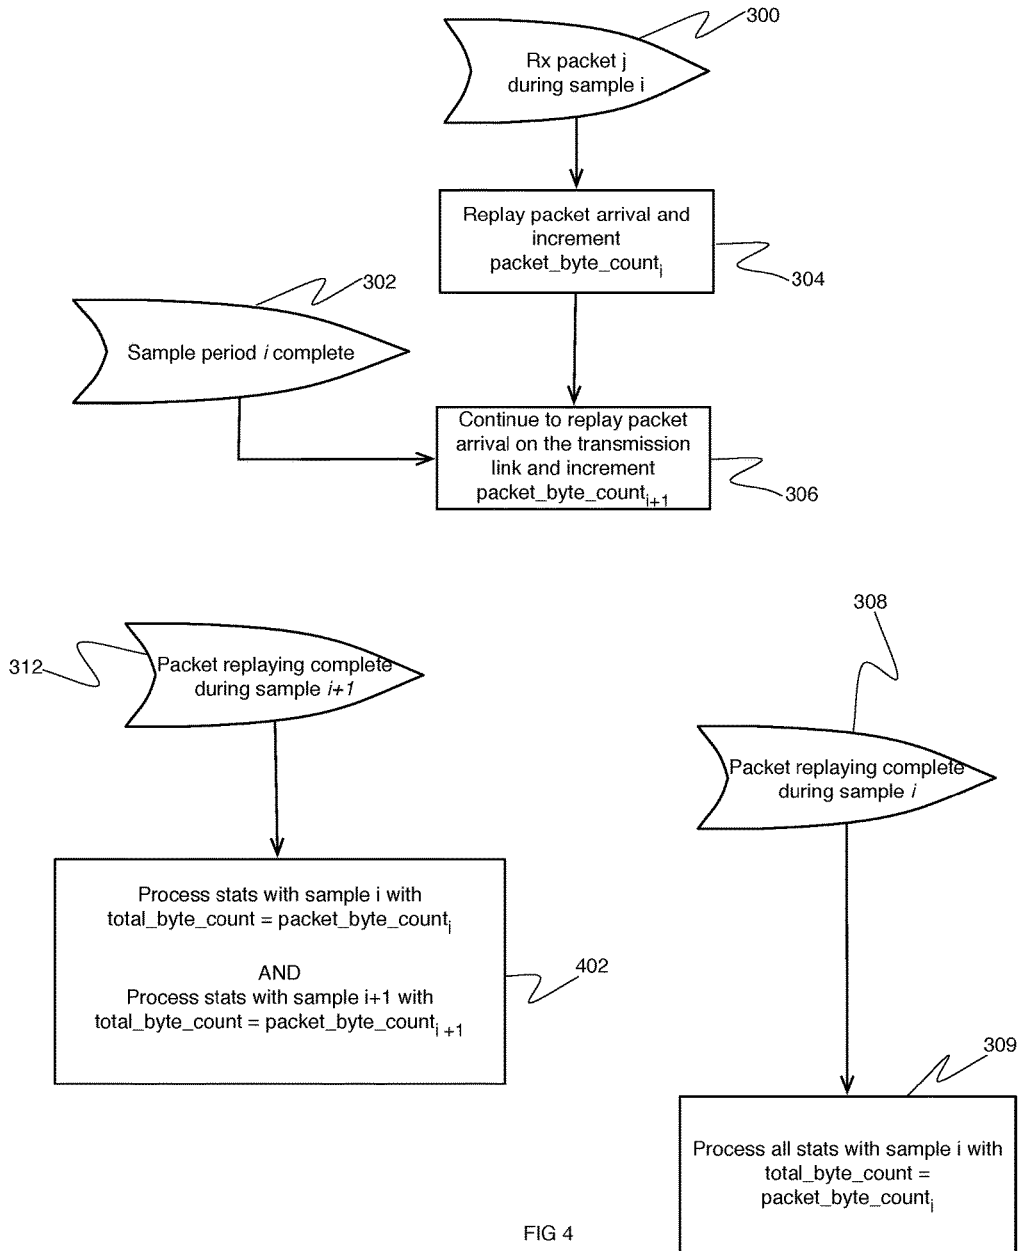 300
Rx packet j
during sample i
Replay packet arrival and
increment
packet_byte_countᵢ
304
302
Sample period i complete
Continue to replay packet
arrival on the transmission
link and increment
packet_byte_countᵢ₊₁
306
308
312
Packet replaying complete
during sample i+1
Packet replaying complete
during sample i
Process stats with sample i with
total_byte_count = packet_byte_countᵢ
AND
Process stats with sample i+1 with
total_byte_count = packet_byte_countᵢ ₊₁
402
309
Process all stats with sample i with
total_byte_count =
packet_byte_countᵢ
FIG 4